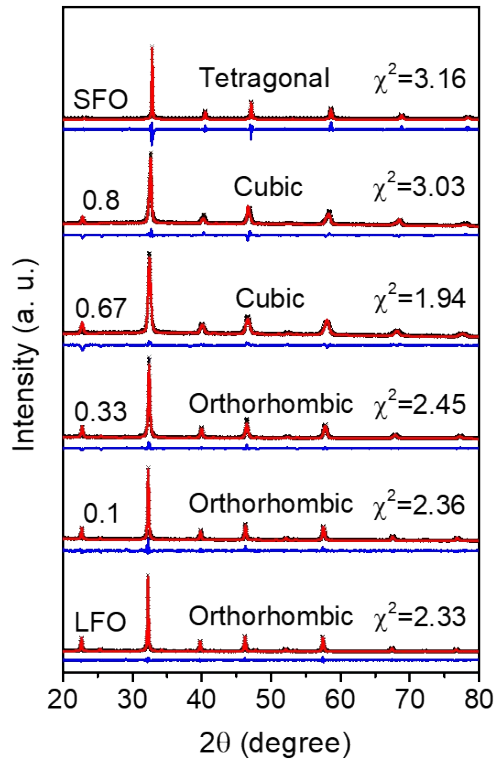 SFO Tetragonal χ²=3.16
0.8 Cubic χ²=3.03
0.67 Cubic χ²=1.94
0.33 Orthorhombic χ²=2.45
0.1 Orthorhombic χ²=2.36
LFO Orthorhombic χ²=2.33
Intensity (a. u.)
20 30 40 50 60 70 80
2θ (degree)